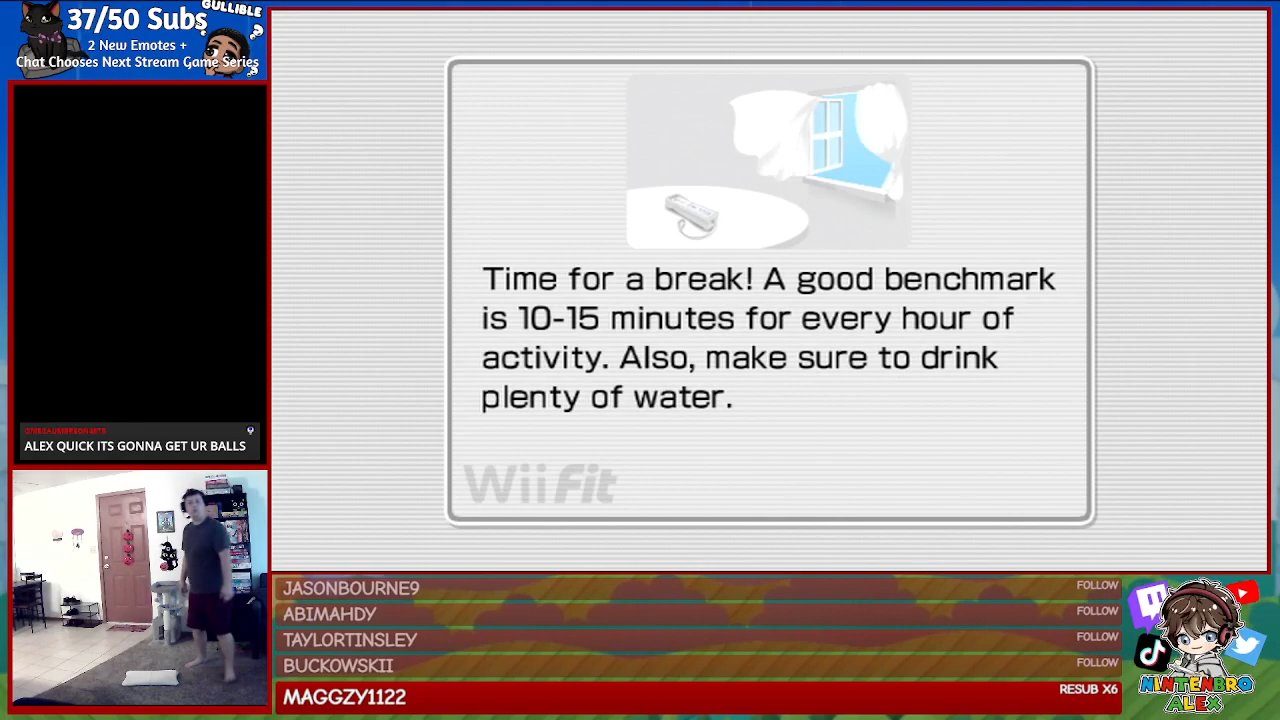 GULLIBLE
37/50 Subs
2 New Emotes +
Chat Chooses Next Stream Game Series
Time for a break! A good benchmark
is 10-15 minutes for every hour of
activity. Also, make sure to drink
plenty of water.
Wii Fit
ALEX QUICK ITS GONNA GET UR BALLS
JASONBOURNE9 FOLLOW
ABIMAHDY FOLLOW
TAYLORTINSLEY FOLLOW
BUCKOWSKII FOLLOW
MAGGZY1122 RESUB X6
NINTENBRO
ALEX